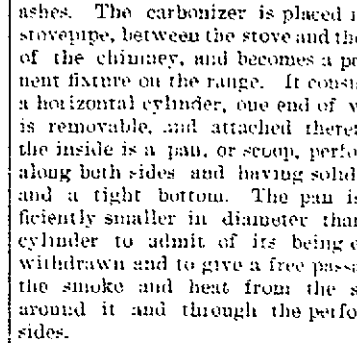 ashes. The carbonizer is placed
stovepipe, between the stove and the
of the chimney, and becomes a pe
nent fixture on the range. It consi
a horizontal cylinder, one end of w
is removable, and attached there
the inside is a pan, or scoop, perfo
along both sides and having solid
and a tight bottom. The pan is
ficiently smaller in diameter than
cylinder to admit of its being
withdrawn and to give a free passa
the smoke and heat from the s
around it and through the perfo
sides.